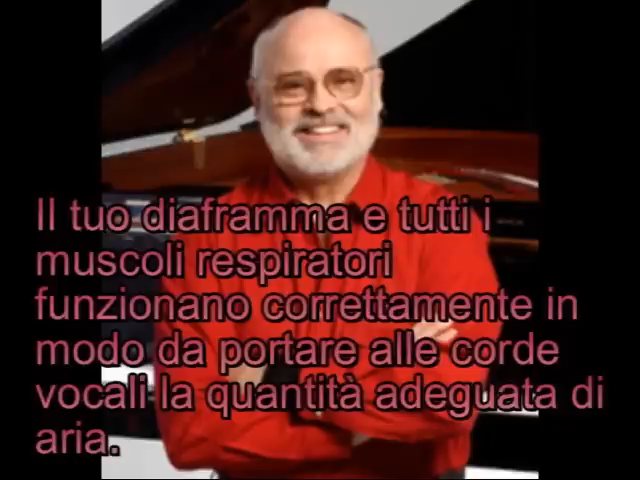 Il tuo diaframma e tutti i
muscoli respiratori
funzionano correttamente in
modo da portare alle corde
vocali la quantità adeguata di
aria.